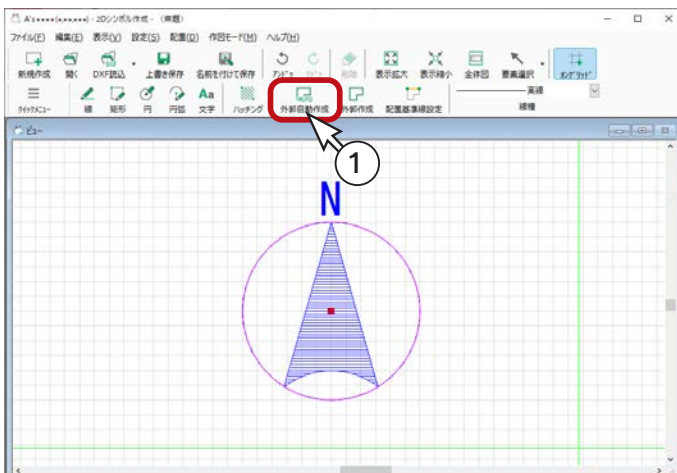 A's(x.xx,xx.xx) - 2Dシンボル作成 - (無題)
ファイル(F) 編集(E) 表示(V) 設定(S) 配置(D) 作図モード(M) ヘルプ(H)
新規作成 開く DXF読込 上書き保存 名前を付けて保存 アンドゥ リドゥ 削除 表示拡大 表示縮小 全体図 要素選択 オングリッド
AUTO
Aa 実線
クイックメニュー 線 矩形 円 円弧 文字 ハッチング 外郭自動作成 外郭作成 配置基準線設定 線種
ビュー
1
N